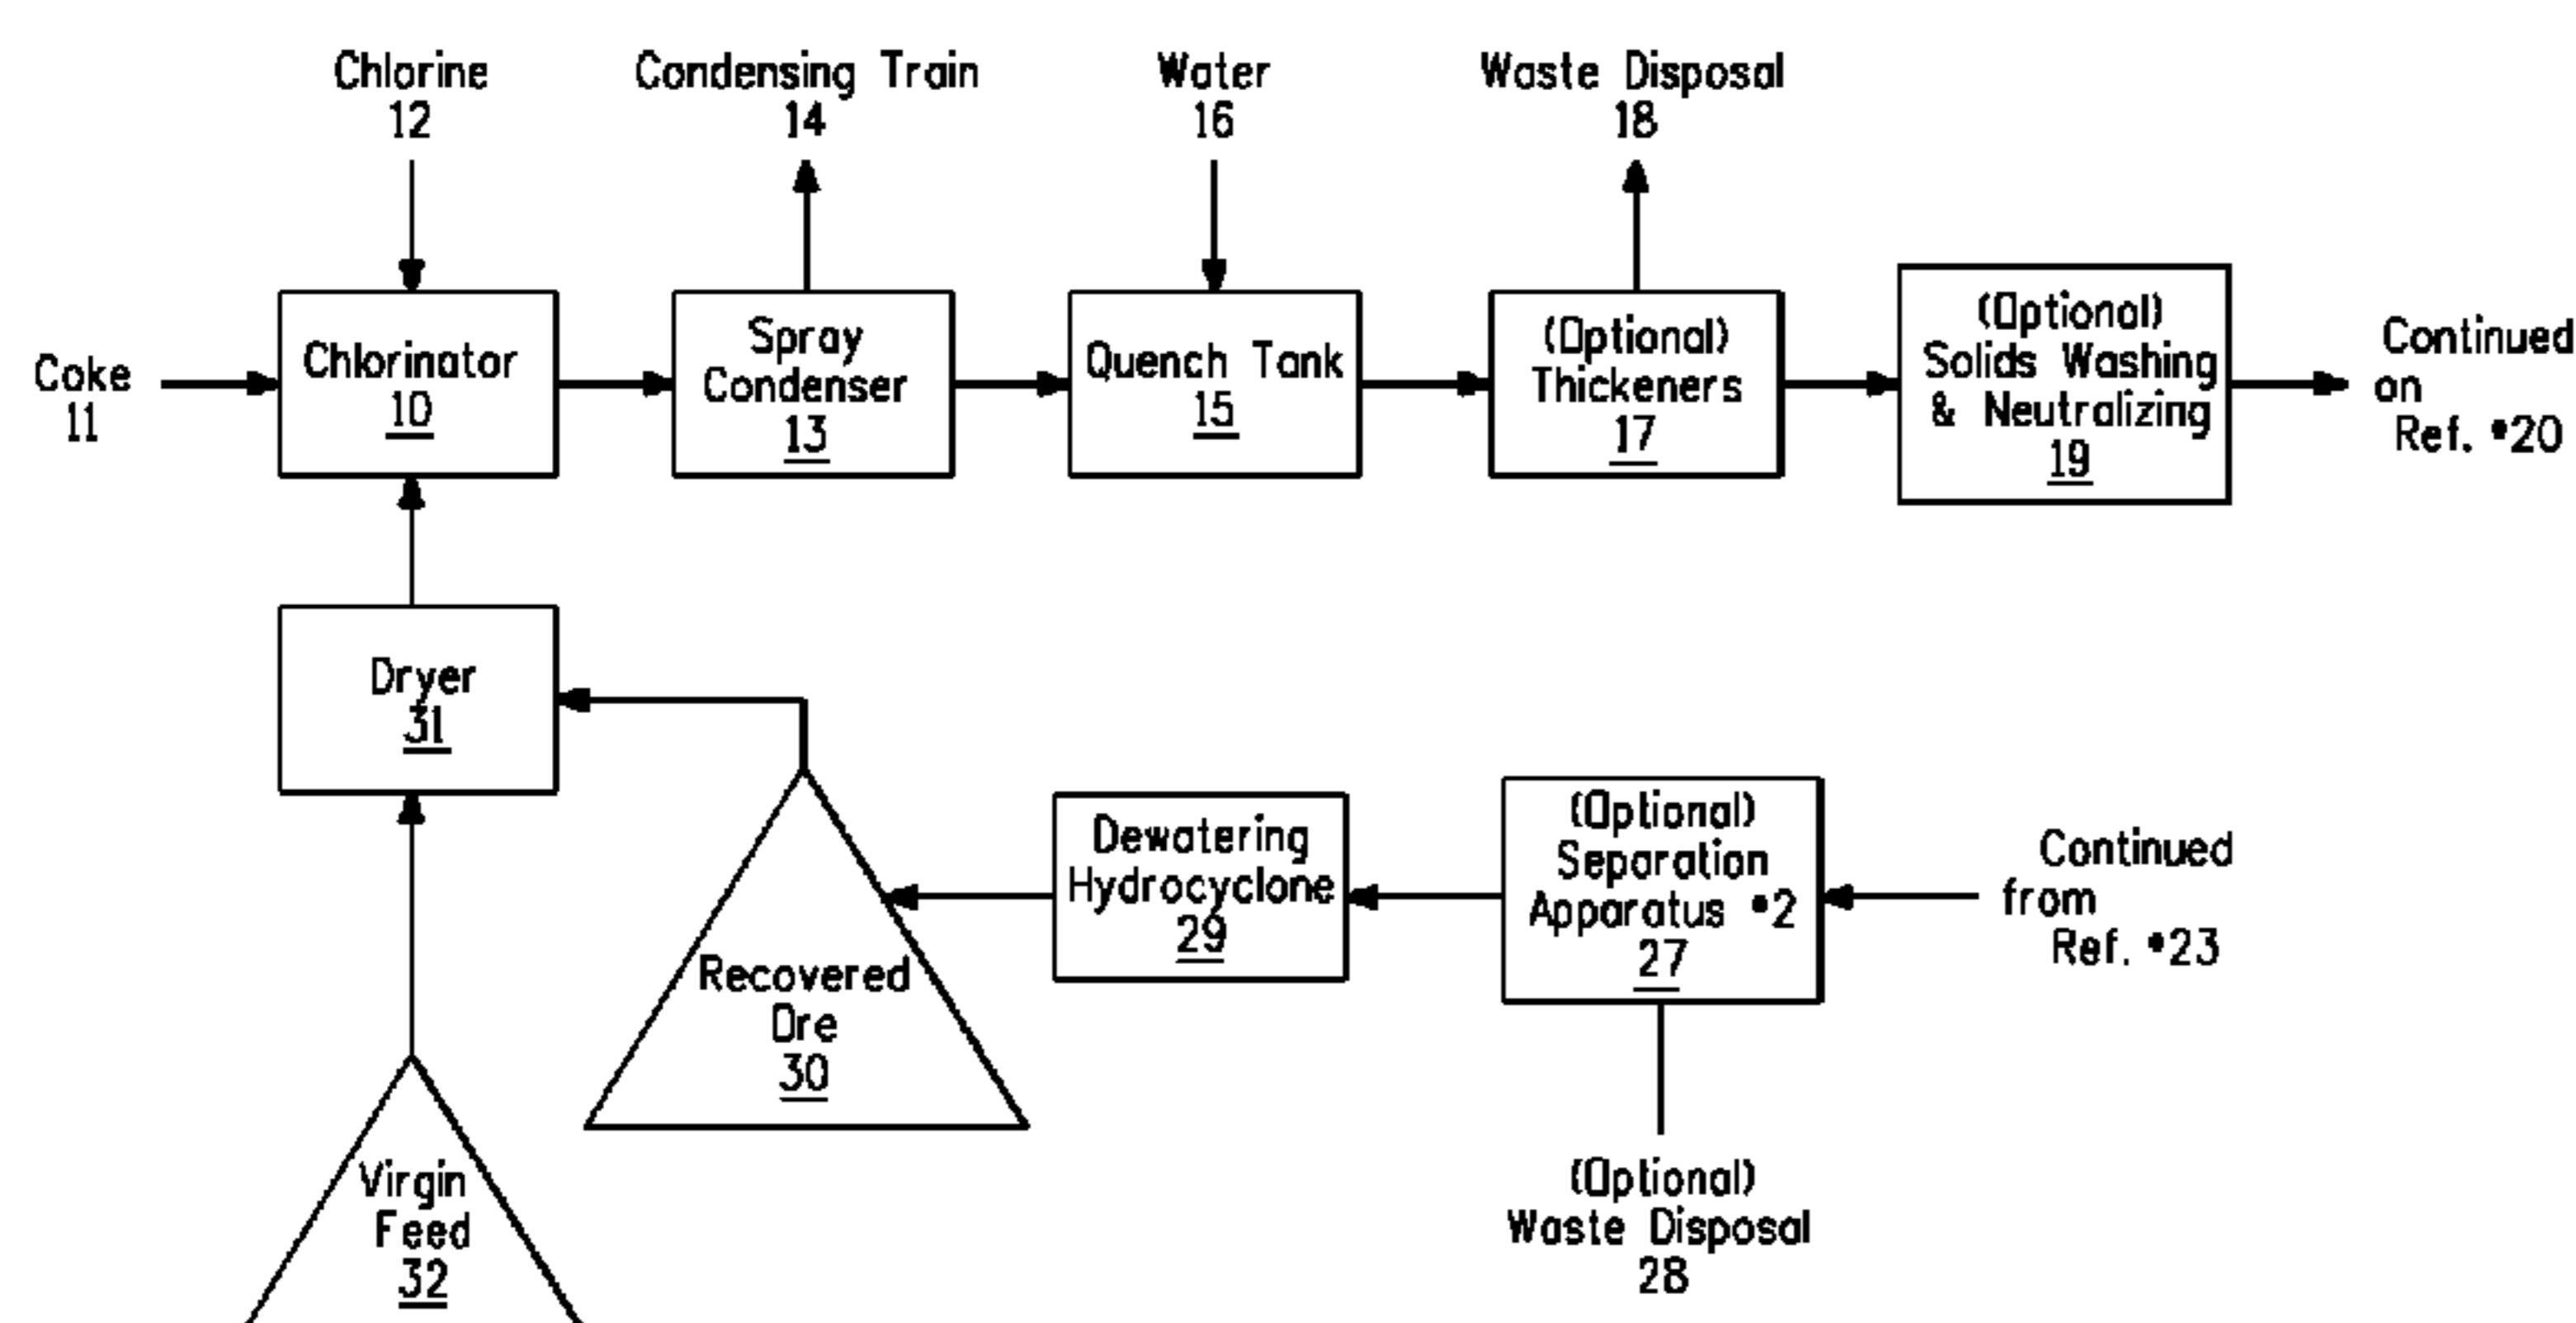 Chlorine
12
Condensing Train
14
Water
16
Waste Disposal
18
Coke
11
Chlorinator
10
Spray
Condenser
13
Quench Tank
15
(Optional)
Thickeners
17
(Optional)
Solids Washing
& Neutralizing
19
Continued
on
Ref. #20
Dryer
31
Recovered
Ore
30
Dewatering
Hydrocyclone
29
(Optional)
Separation
Apparatus #2
27
Continued
from
Ref. #23
(Optional)
Waste Disposal
28
Virgin
Feed
32